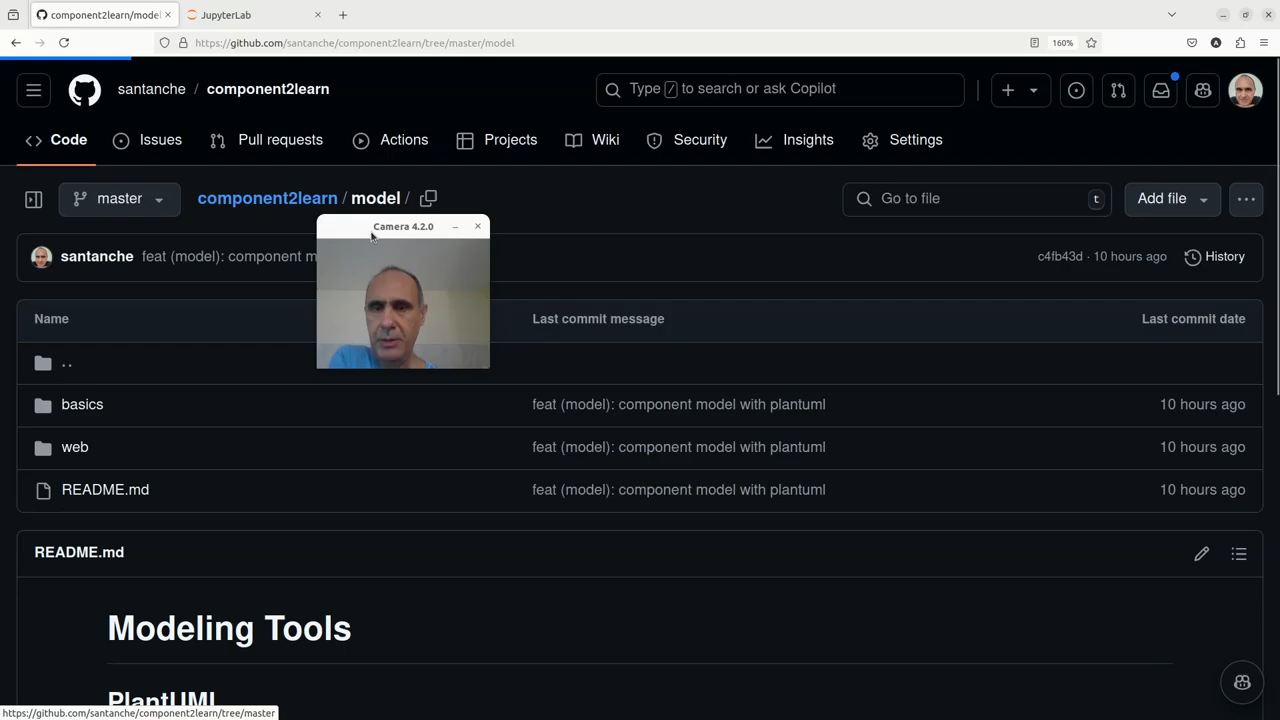 component2learn/model
JupyterLab
https://github.com/santanche/component2learn/tree/master/model
160%
santanche / component2learn
Type / to search or ask Copilot
Code
Issues
Pull requests
Actions
Projects
Wiki
Security
Insights
Settings
master
component2learn / model /
Go to file
t
Add file
Camera 4.2.0
santanche feat (model): component m
c4fb43d · 10 hours ago
History
Name
Last commit message
Last commit date
..
basics
feat (model): component model with plantuml
10 hours ago
web
feat (model): component model with plantuml
10 hours ago
README.md
feat (model): component model with plantuml
10 hours ago
README.md
Modeling Tools
PlantUML
https://github.com/santanche/component2learn/tree/master